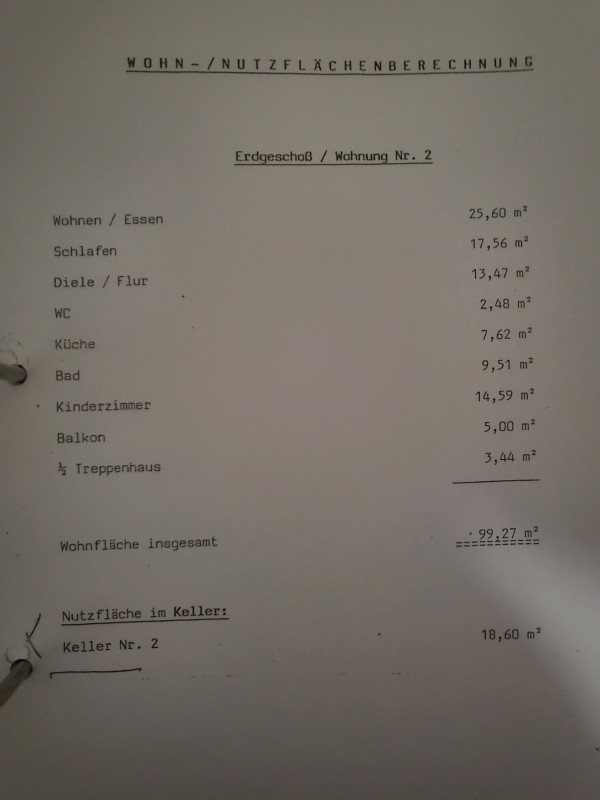 WOHN-/NUTZFLÄCHENBERECHNUNG
Erdgeschoß / Wohnung Nr. 2
Wohnen / Essen 25,60 m²
Schlafen 17,56 m²
Diele / Flur 13,47 m²
WC 2,48 m²
Küche 7,62 m²
Bad 9,51 m²
Kinderzimmer 14,59 m²
Balkon 5,00 m²
½ Treppenhaus 3,44 m²
Wohnfläche insgesamt 99,27 m²
Nutzfläche im Keller:
Keller Nr. 2 18,60 m²